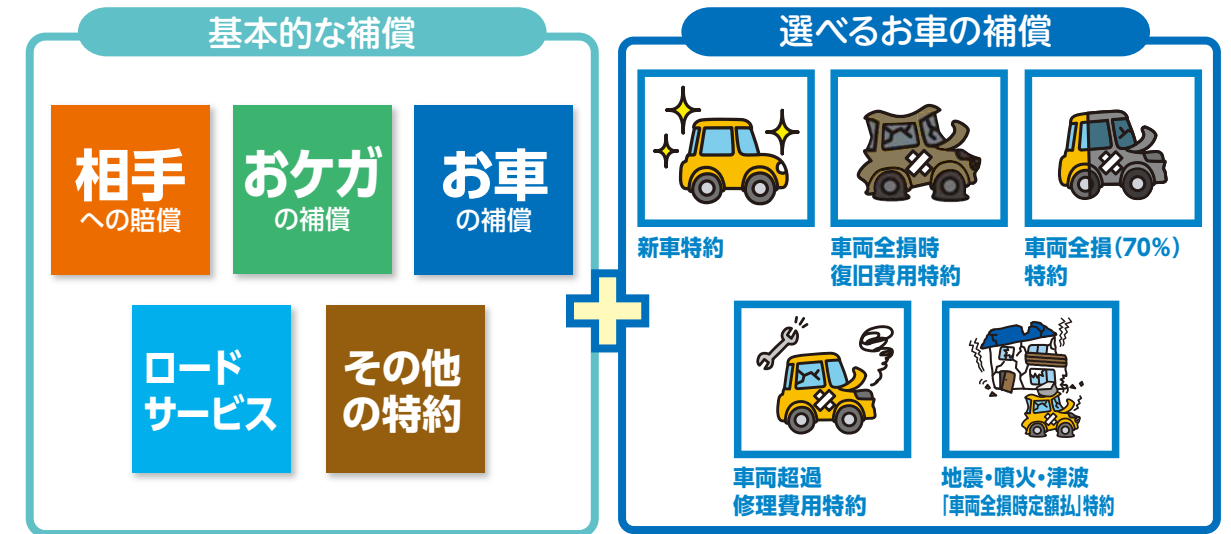 基本的な補償
相手
への賠償
おケガ
の補償
お車
の補償
ロード
サービス
その他
の特約
選べるお車の補償
新車特約
車両全損時
復旧費用特約
車両全損(70%)
特約
車両超過
修理費用特約
地震・噴火・津波
「車両全損時定額払」特約